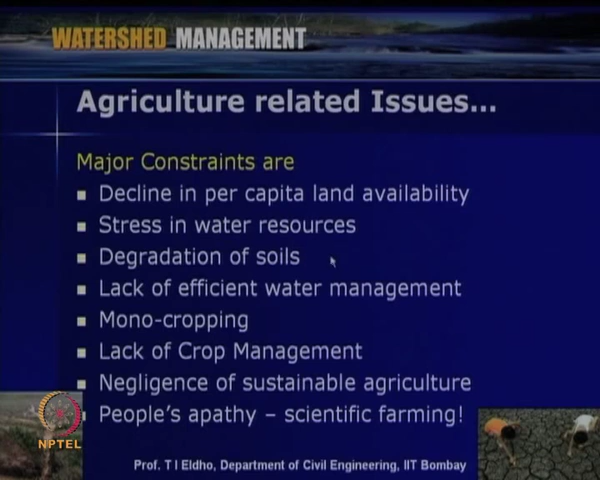 WATERSHED MANAGEMENT
Agriculture related Issues...
Major Constraints are
Decline in per capita land availability
Stress in water resources
Degradation of soils
Lack of efficient water management
Mono-cropping
Lack of Crop Management
Negligence of sustainable agriculture
People's apathy – scientific farming!
NPTEL
Prof. T I Eldho, Department of Civil Engineering, IIT Bombay